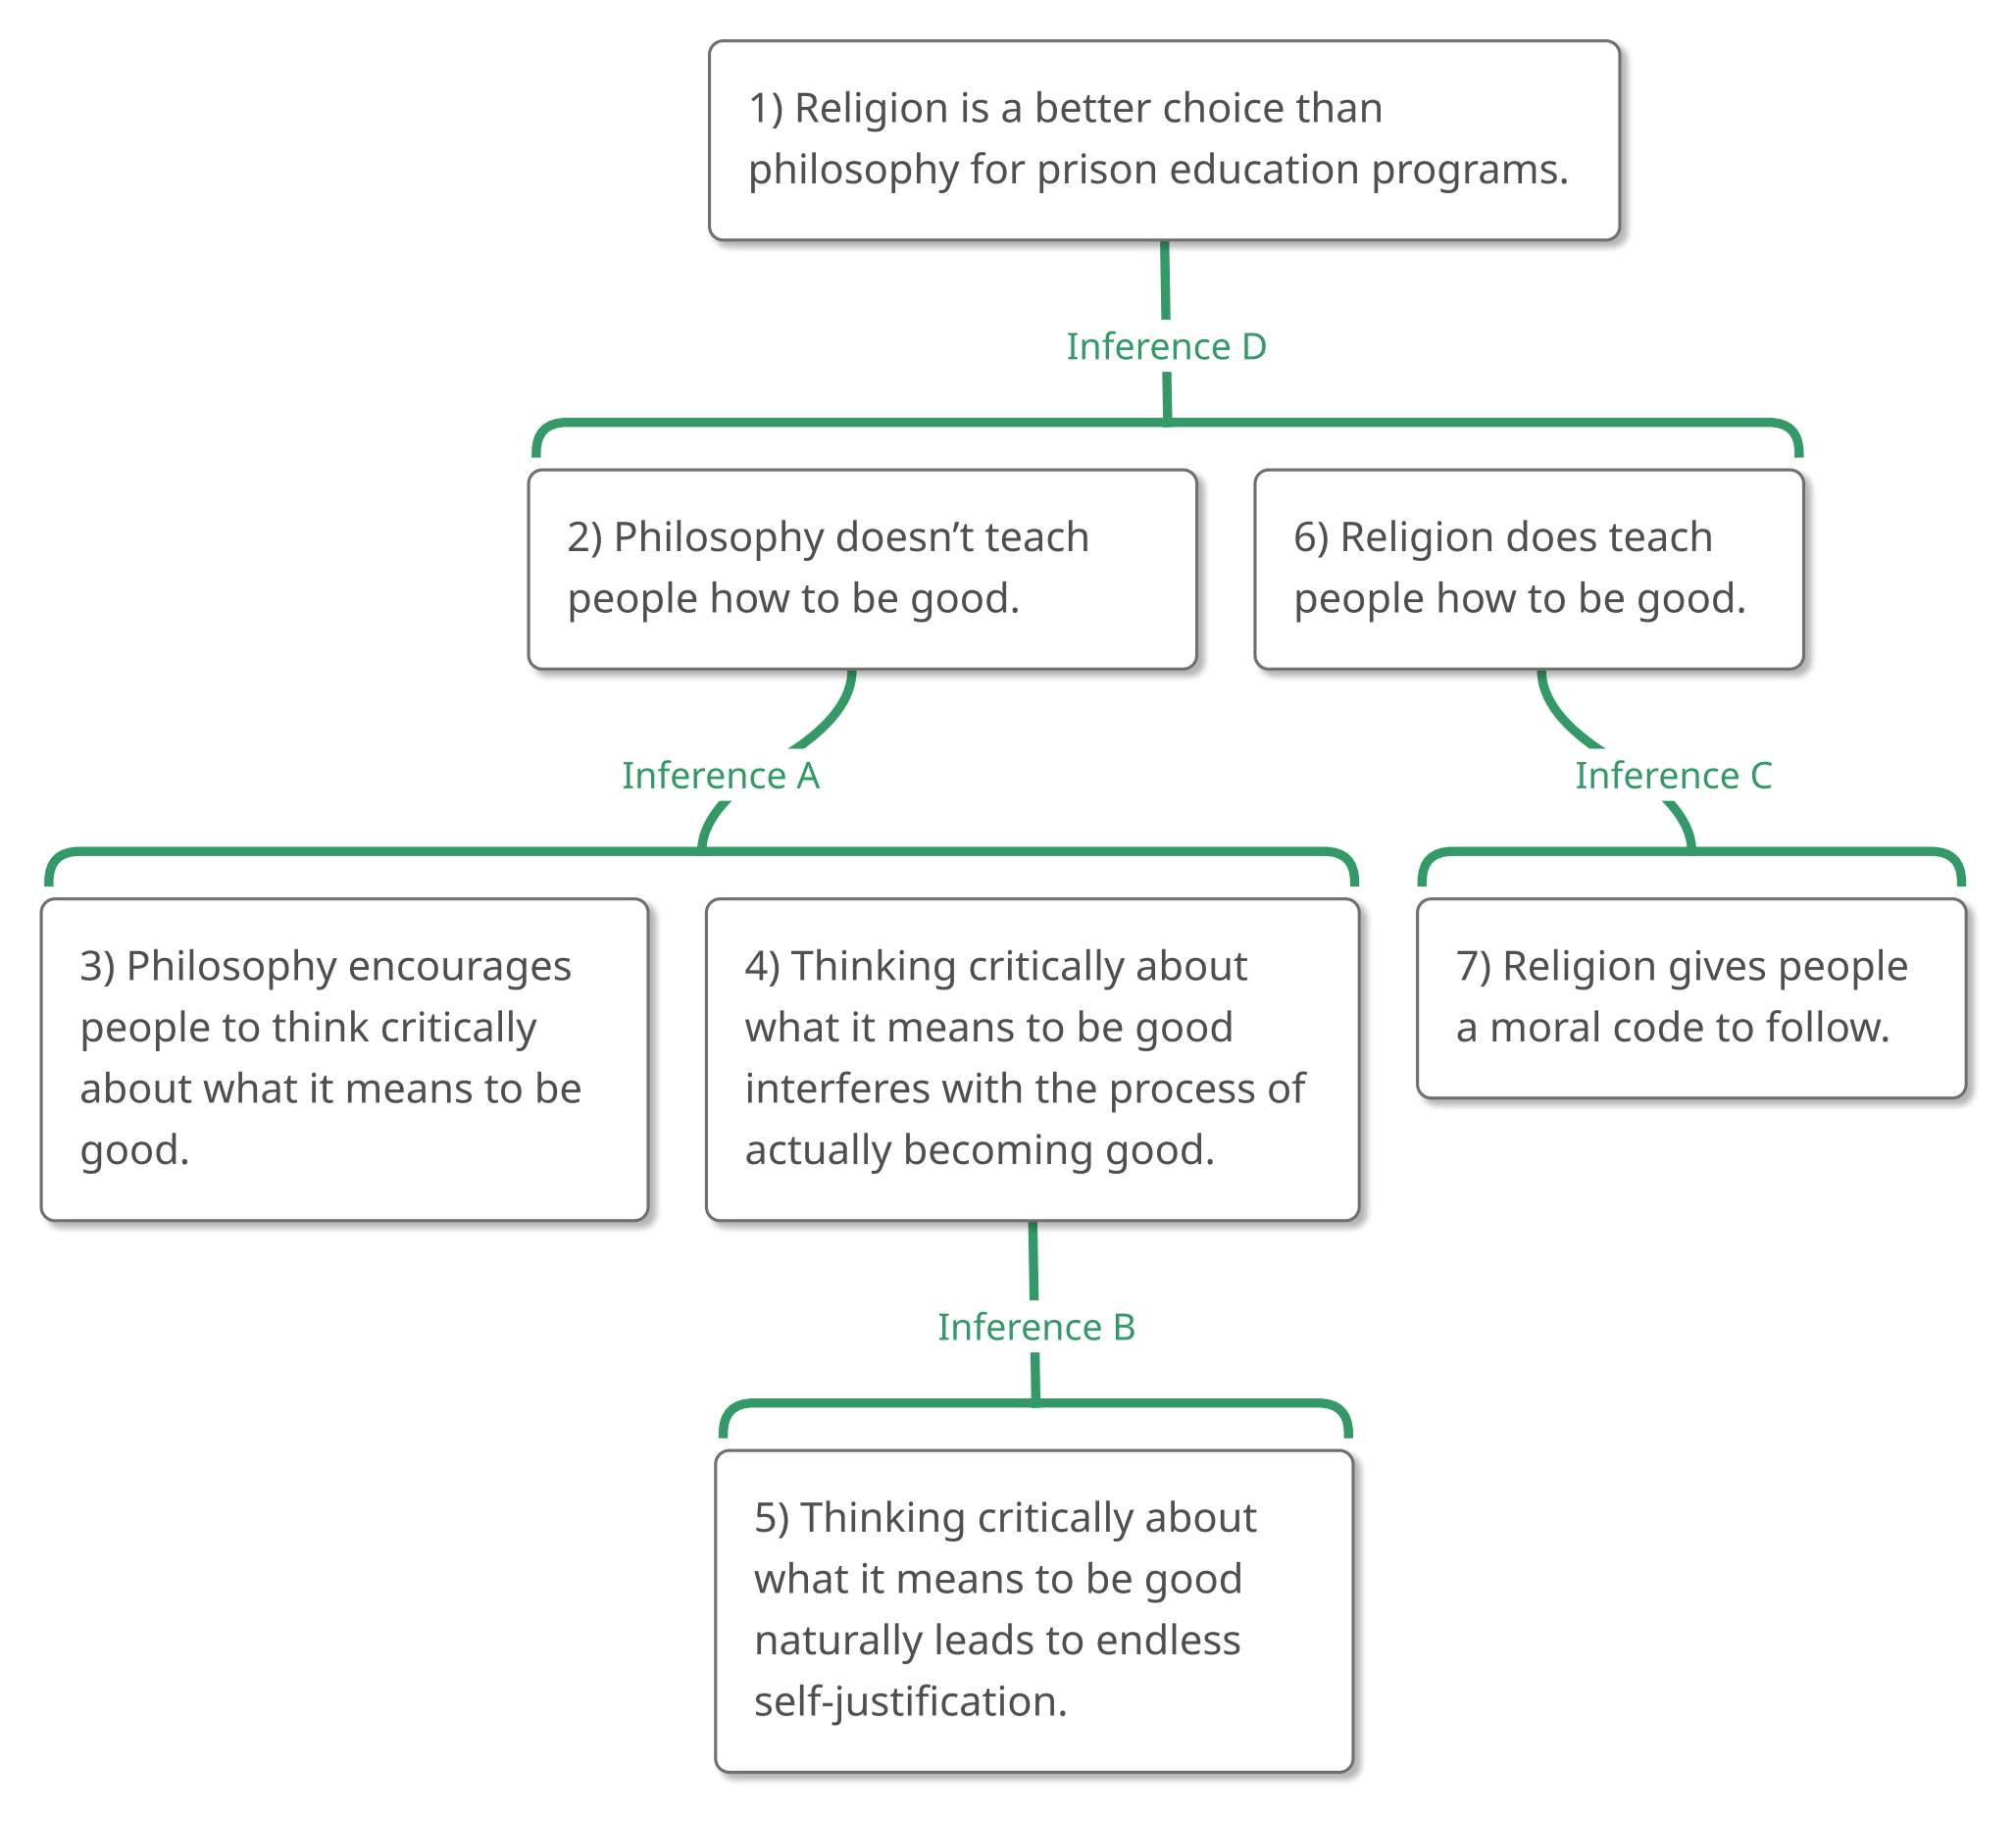 1) Religion is a better choice than
philosophy for prison education programs.
Inference D
2) Philosophy doesn’t teach
people how to be good.
6) Religion does teach
people how to be good.
Inference A
Inference C
3) Philosophy encourages
people to think critically
about what it means to be
good.
4) Thinking critically about
what it means to be good
interferes with the process of
actually becoming good.
7) Religion gives people
a moral code to follow.
Inference B
5) Thinking critically about
what it means to be good
naturally leads to endless
self-justification.